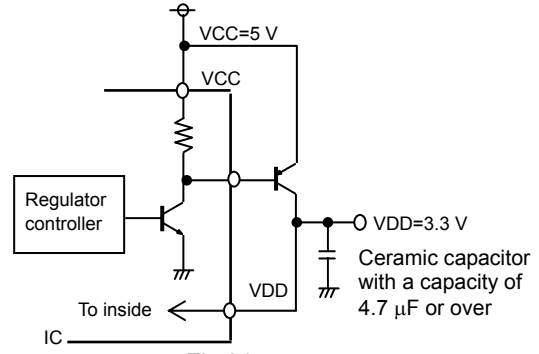 VCC=5 V
VCC
Regulator
controller
VDD=3.3 V
Ceramic capacitor
with a capacity of
4.7 μF or over
VDD
To inside
IC